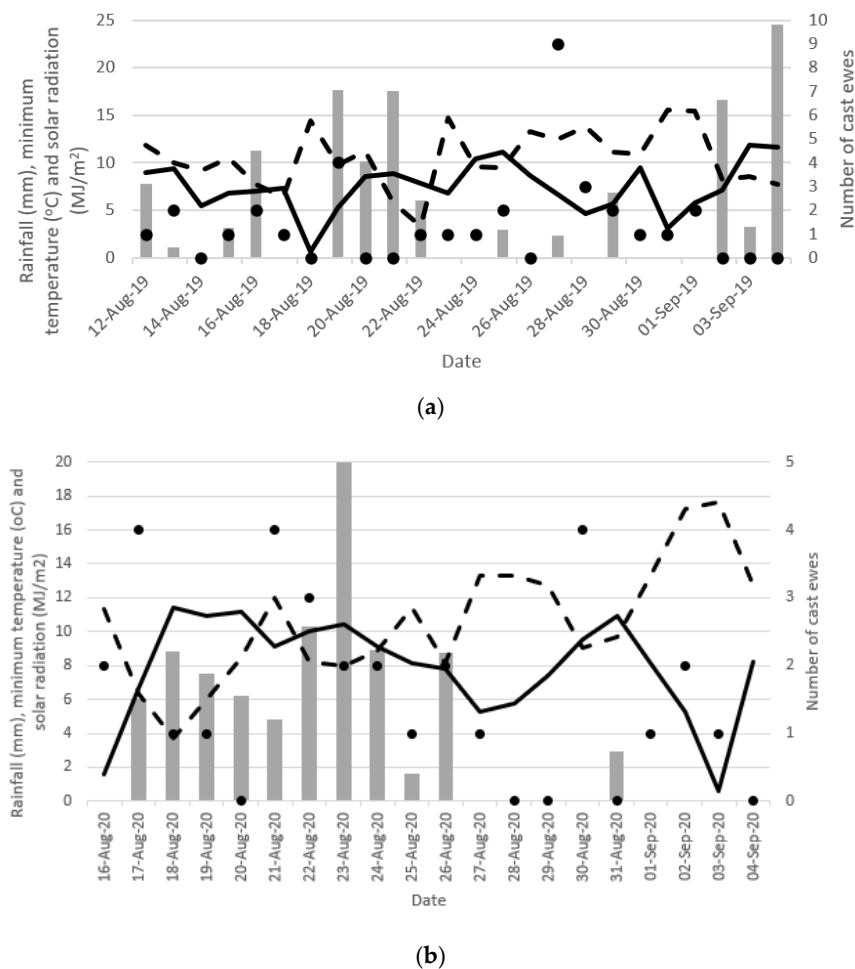 25
20
15
10
5
0
10
9
8
7
6
5
4
3
2
1
0
Rainfall (mm), minimum
temperature (°C) and solar radiation
(MJ/m²)
Number of cast ewes
12-Aug-19
14-Aug-19
16-Aug-19
18-Aug-19
20-Aug-19
22-Aug-19
24-Aug-19
26-Aug-19
28-Aug-19
30-Aug-19
01-Sep-19
03-Sep-19
Date
(a)
20
18
16
14
12
10
8
6
4
2
0
5
4
3
2
1
0
Rainfall (mm), minimum temperature (oC) and
solar radiation (MJ/m2)
Number of cast ewes
16-Aug-20
17-Aug-20
18-Aug-20
19-Aug-20
20-Aug-20
21-Aug-20
22-Aug-20
23-Aug-20
24-Aug-20
25-Aug-20
26-Aug-20
27-Aug-20
28-Aug-20
29-Aug-20
30-Aug-20
31-Aug-20
01-Sep-20
02-Sep-20
03-Sep-20
04-Sep-20
Date
(b)